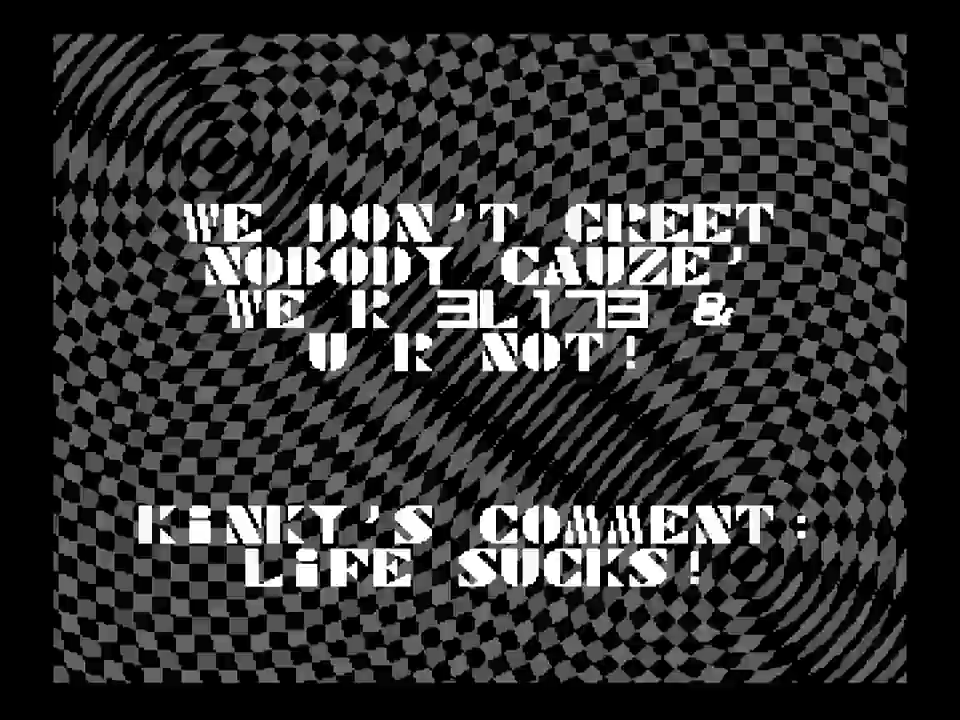 WE DON'T GREET
NOBODY CAUZE'
WE R 3L173 &
U R NOT!
KiNKY'S COMMENT:
LiFE SUCKS!